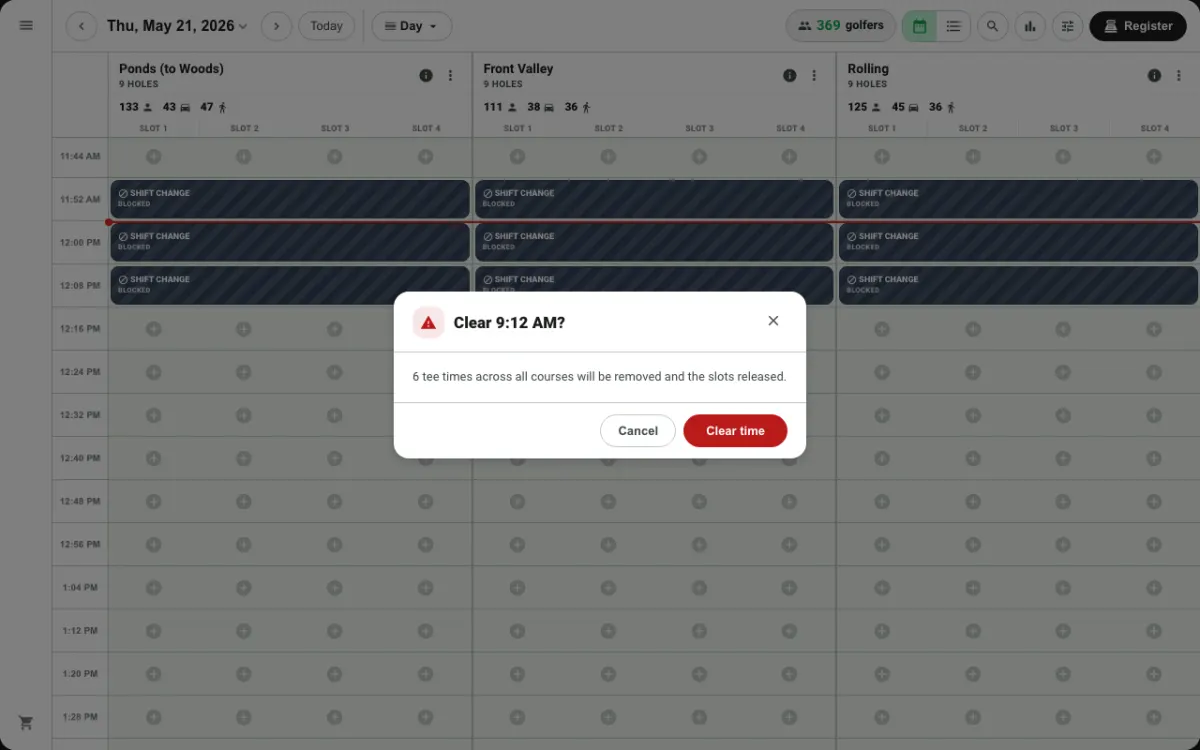 Thu, May 21, 2026
Today
Day
369 golfers
Register
Ponds (to Woods)
9 HOLES
133 43 47
SLOT 1 SLOT 2 SLOT 3 SLOT 4
Front Valley
9 HOLES
111 38 36
SLOT 1 SLOT 2 SLOT 3 SLOT 4
Rolling
9 HOLES
125 45 36
SLOT 1 SLOT 2 SLOT 3 SLOT 4
11:44 AM
11:52 AM
SHIFT CHANGE SHIFT CHANGE SHIFT CHANGE
BLOCKED BLOCKED BLOCKED
12:00 PM
SHIFT CHANGE SHIFT CHANGE SHIFT CHANGE
BLOCKED BLOCKED BLOCKED
12:08 PM
SHIFT CHANGE SHIFT CHANGE SHIFT CHANGE
BLOCKED BLOCKED BLOCKED
Clear 9:12 AM?
6 tee times across all courses will be removed and the slots released.
Cancel
Clear time
12:16 PM
12:24 PM
12:32 PM
12:40 PM
12:48 PM
12:56 PM
1:04 PM
1:12 PM
1:20 PM
1:28 PM